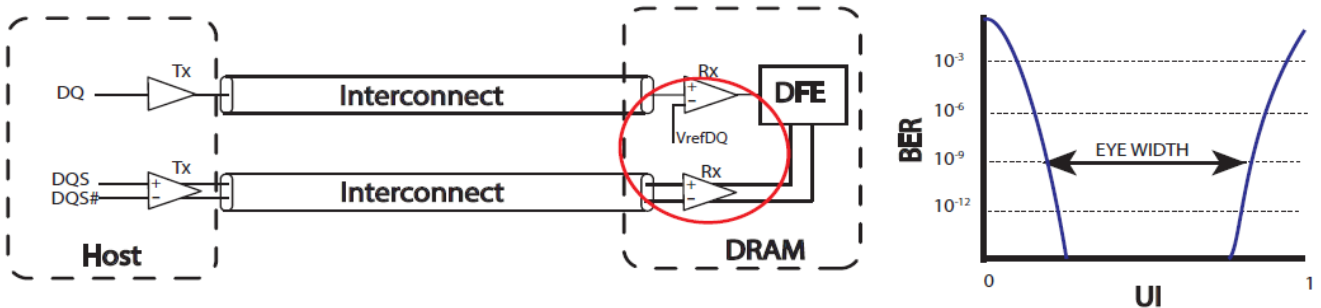 DQ
Tx
Interconnect
+
-
Rx
VrefDQ
DFE
DQS
DQS#
+
-
Tx
Interconnect
+
-
Rx
Host
DRAM
BER
10-3
10-6
10-9
10-12
EYE WIDTH
0
1
UI